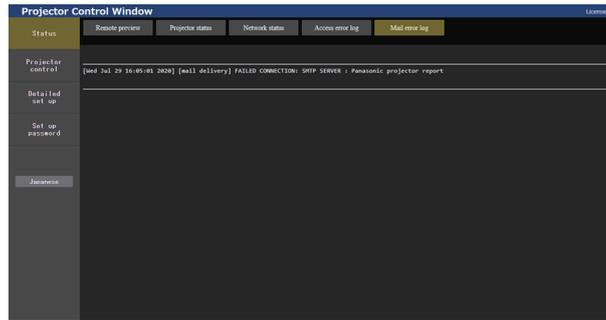 Projector Control Window
License
Status
Remote preview
Projector status
Network status
Access error log
Mail error log
Projector
control
[Wed Jul 29 16:05:01 2020] [mail delivery] FAILED CONNECTION: SMTP SERVER : Panasonic projector report
Detailed
set up
Set up
password
Japanese